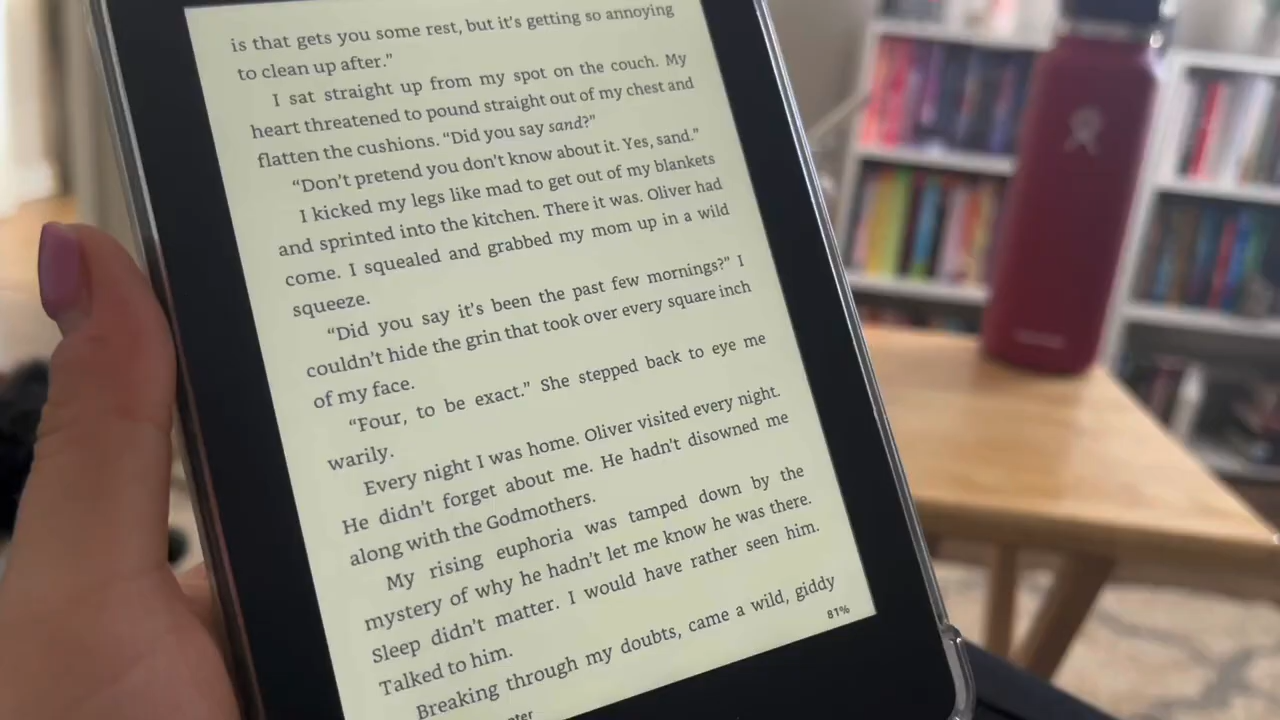 is that gets you some rest, but it's getting so annoying
to clean up after.”
I sat straight up from my spot on the couch. My
heart threatened to pound straight out of my chest and
flatten the cushions. “Did you say sand?”
“Don't pretend you don't know about it. Yes, sand.”
I kicked my legs like mad to get out of my blankets
and sprinted into the kitchen. There it was. Oliver had
come. I squealed and grabbed my mom up in a wild
squeeze.
“Did you say it's been the past few mornings?” I
couldn't hide the grin that took over every square inch
of my face.
“Four, to be exact.” She stepped back to eye me
warily.
Every night I was home. Oliver visited every night.
He didn't forget about me. He hadn't disowned me
along with the Godmothers.
My rising euphoria was tamped down by the
mystery of why he hadn't let me know he was there.
Sleep didn't matter. I would have rather seen him.
Talked to him.
Breaking through my doubts, came a wild, giddy
81%